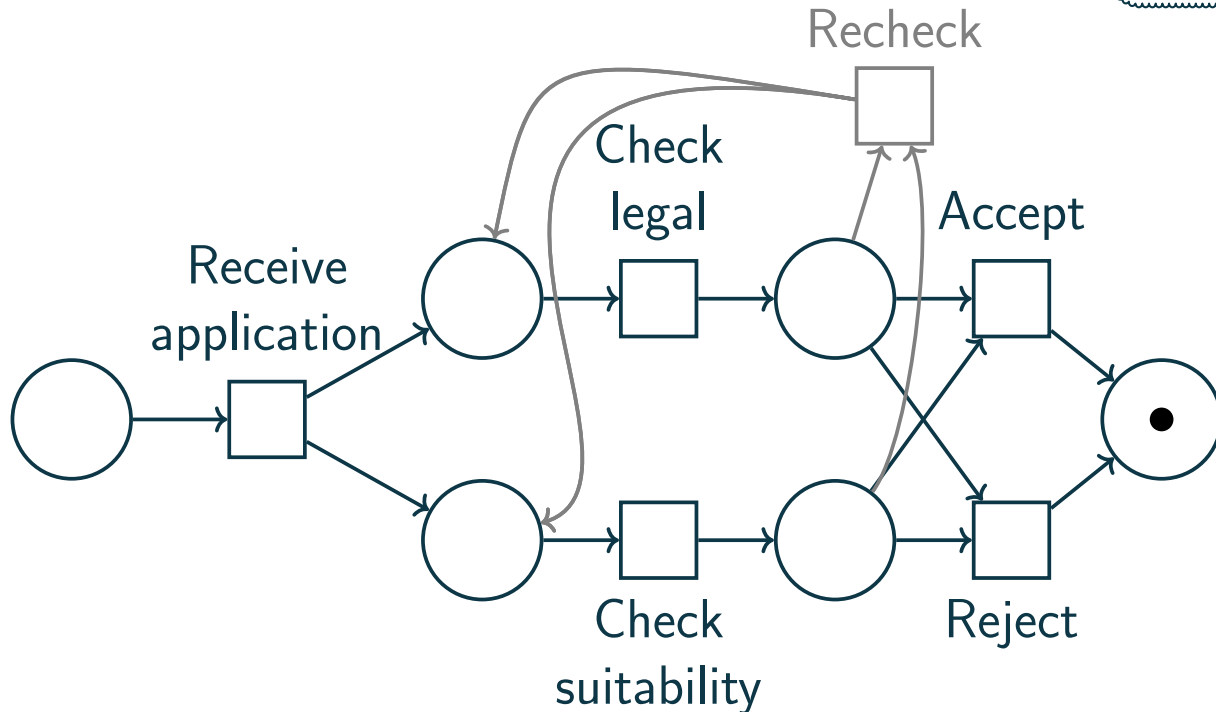 Recheck
Check
legal
Accept
Receive
application
Check
suitability
Reject